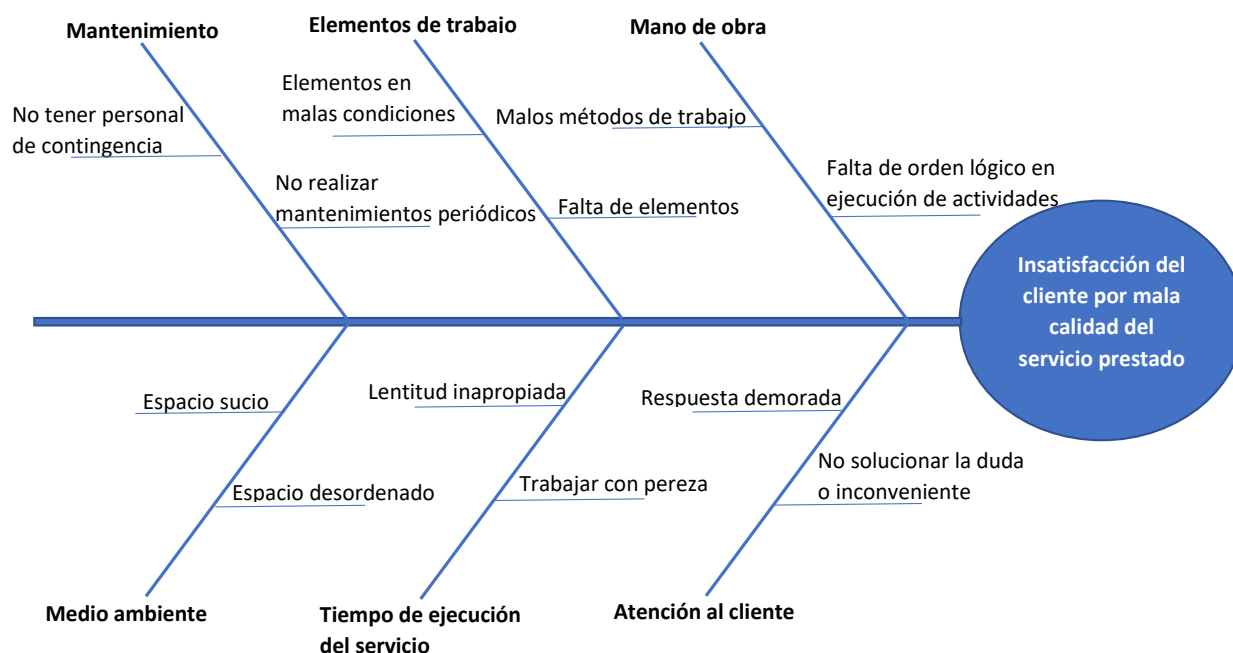 Mantenimiento
Elementos de trabajo
Mano de obra
No tener personal
de contingencia
No realizar
mantenimientos periódicos
Elementos en
malas condiciones
Falta de elementos
Malos métodos de trabajo
Falta de orden lógico en
ejecución de actividades
Insatisfacción del
cliente por mala
calidad del
servicio prestado
Espacio sucio
Espacio desordenado
Lentitud inapropiada
Trabajar con pereza
Respuesta demorada
No solucionar la duda
o inconveniente
Medio ambiente
Tiempo de ejecución
del servicio
Atención al cliente